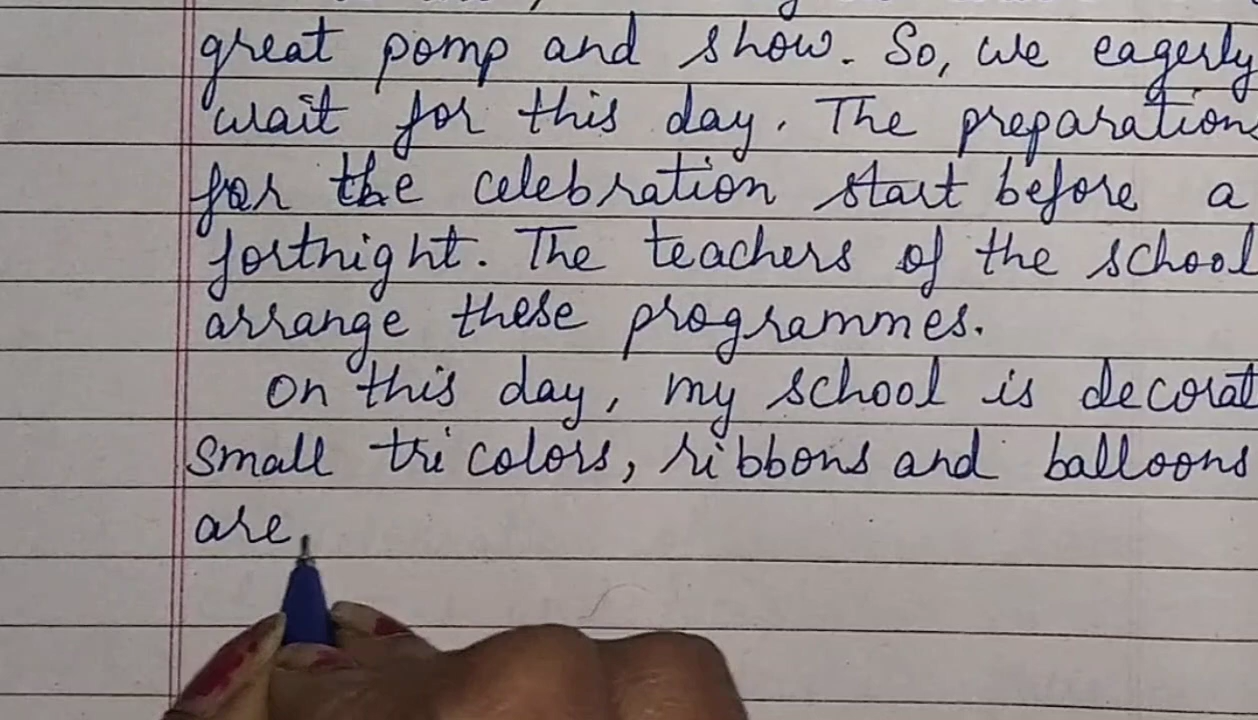 great pomp and show. So, we eagerly
wait for this day. The preparation
for the celebration start before a
fortnight. The teachers of the school
arrange these programmes.
On this day, my school is decorat
small tricolors, ribbons and balloons
are